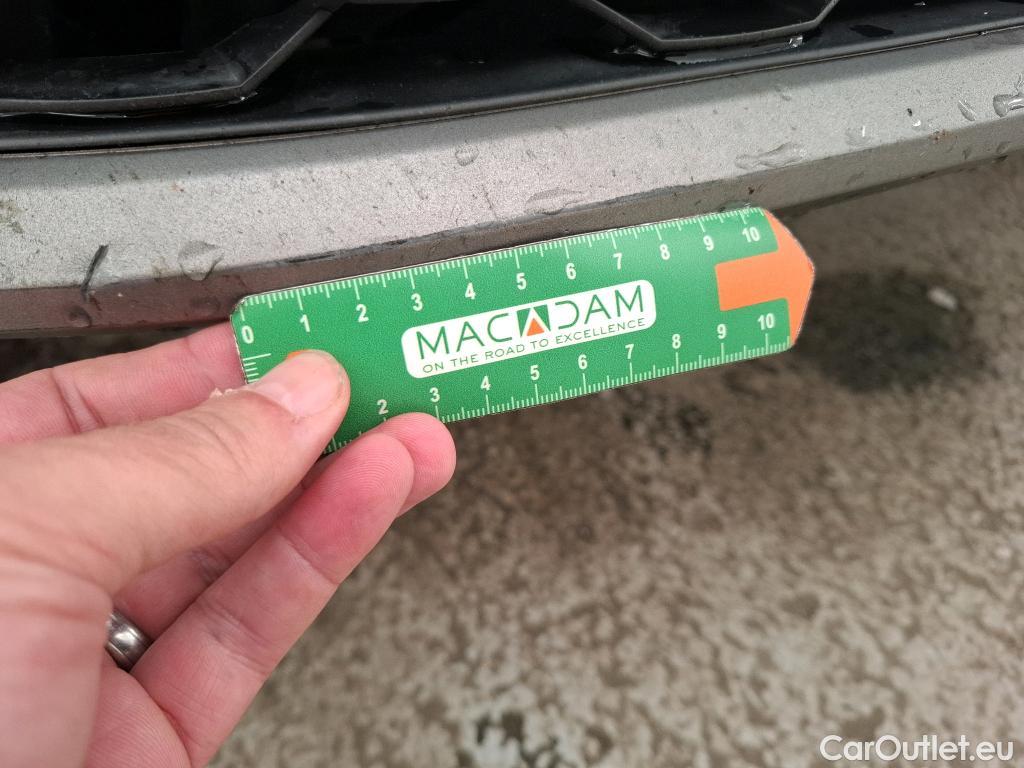 0 1 2 3 4 5 6 7 8 9 10
MACADAM
ON THE ROAD TO EXCELLENCE
2 3 4 5 6 7 8 9 10
CarOutlet.eu